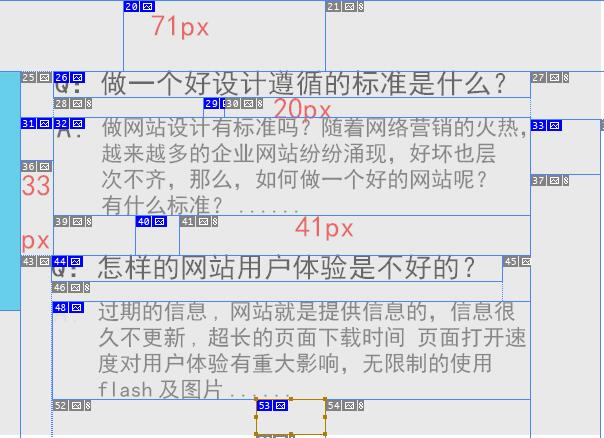 20 21
71px
25 26 Q: 做一个好设计遵循的标准是什么? 27
28 29 30 20px
31 32 A: 做网站设计有标准吗? 随着网络营销的火热, 33
越来越多的企业网站纷纷涌现, 好坏也层
36 次不齐, 那么, 如何做一个好的网站呢? 37
33 有什么标准? ......
39 40 41 41px
px
43 44 Q: 怎样的网站用户体验是不好的? 45
46
48 过期的信息, 网站就是提供信息的, 信息很
久不更新, 超长的页面下载时间 页面打开速
度对用户体验有重大影响, 无限制的使用
flash及图片......
52 53 54